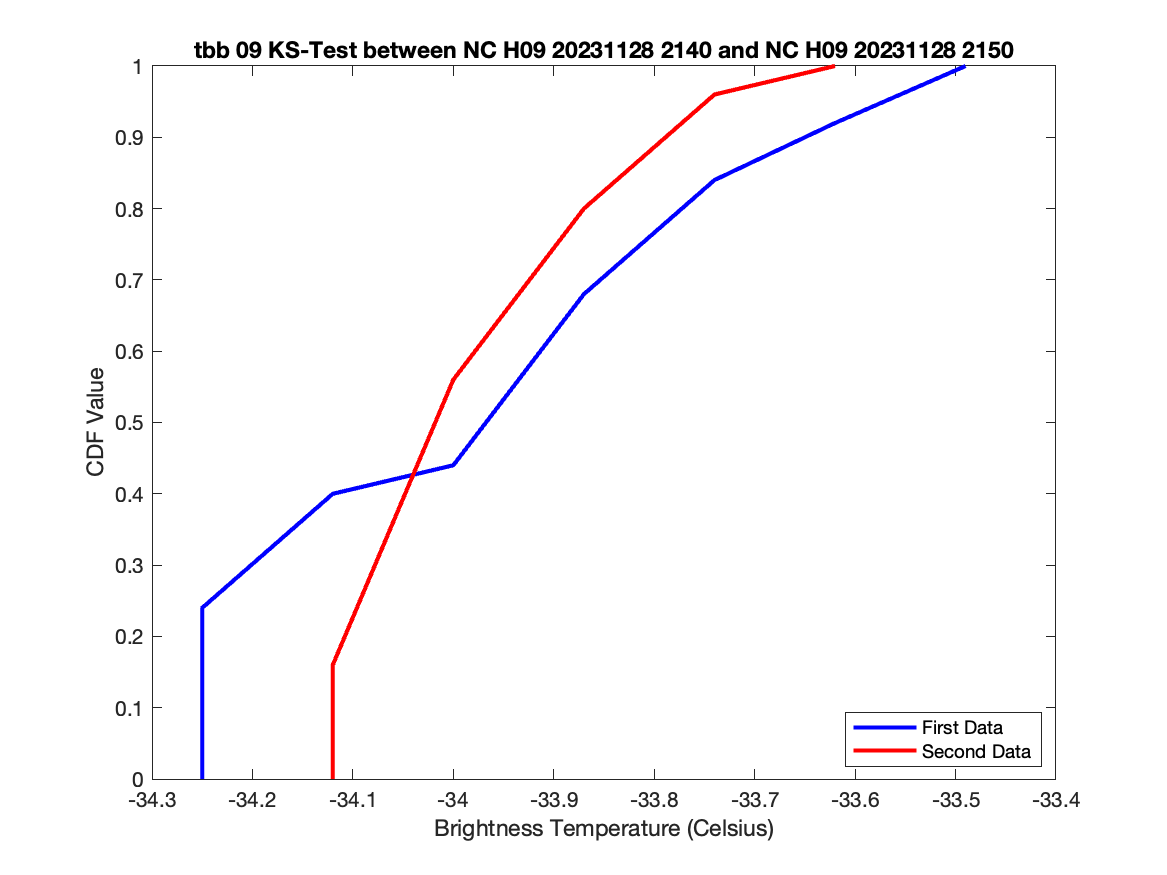 tbb 09 KS-Test between NC H09 20231128 2140 and NC H09 20231128 2150
1
0.9
0.8
0.7
0.6
0.5
0.4
0.3
0.2
0.1
0
CDF Value
First Data
Second Data
-34.3 -34.2 -34.1 -34 -33.9 -33.8 -33.7 -33.6 -33.5 -33.4
Brightness Temperature (Celsius)